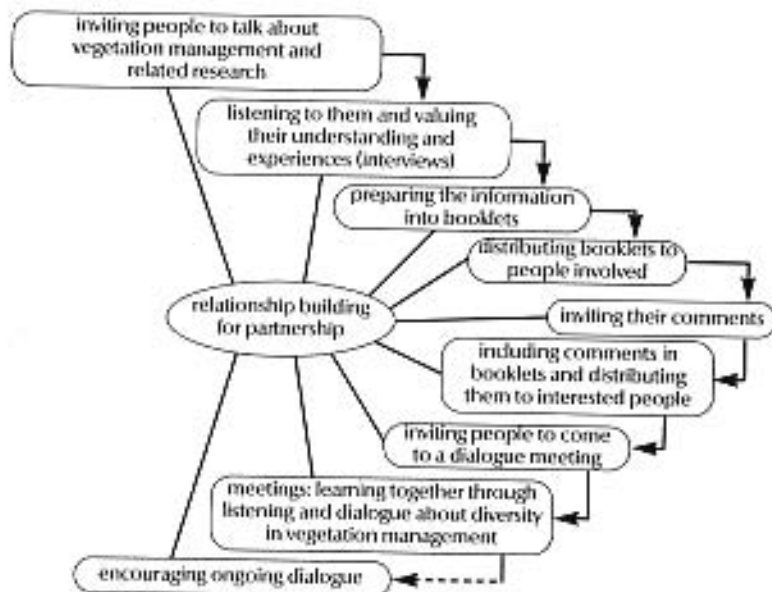 inviting people to talk about
vegetation management and
related research
listening to them and valuing
their understanding and
experiences (interviews)
preparing the information
into booklets
distributing booklets to
people involved
relationship building
for partnership
inviting their comments
including comments in
booklets and distributing
them to interested people
inviting people to come
to a dialogue meeting
meetings: learning together through
listening and dialogue about diversity
in vegetation management
encouraging ongoing dialogue